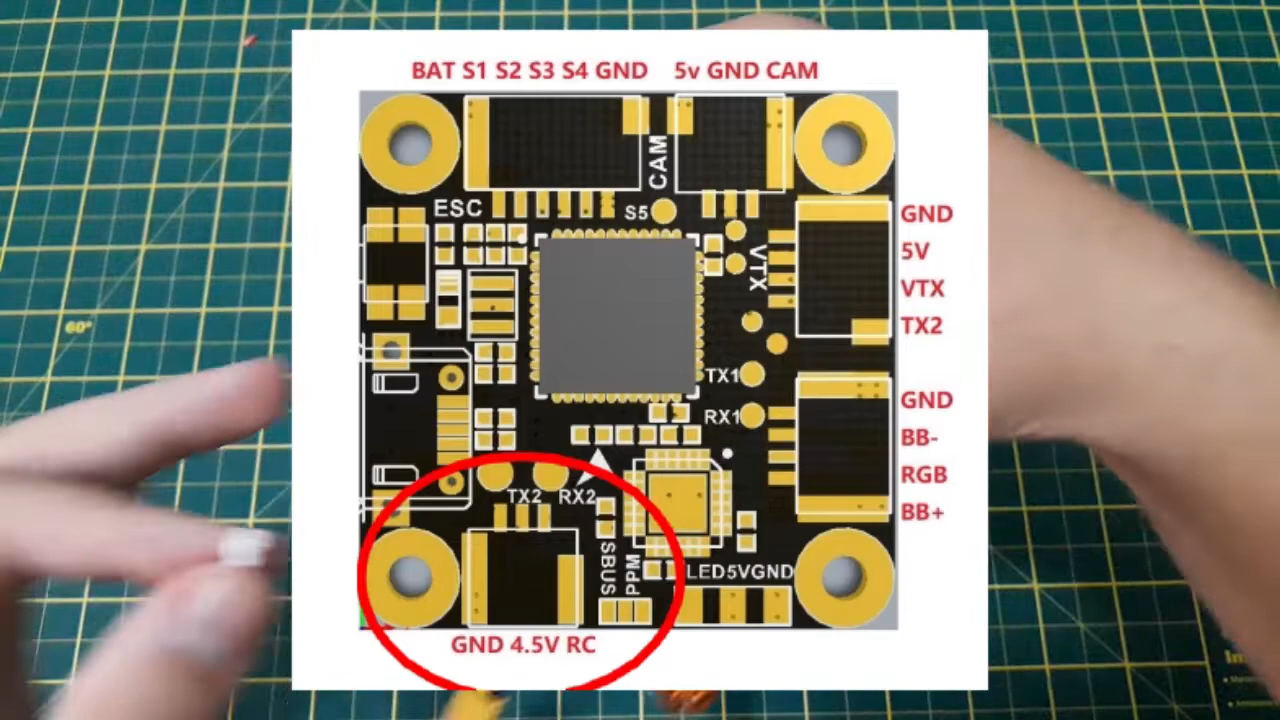 BAT S1 S2 S3 S4 GND
5v GND CAM
CAM
ESC
S5
GND
5V
VTX
TX2
VTX
TX1
RX1
GND
BB-
RGB
BB+
TX2 RX2
SBUS
PPM
LED5VGND
GND 4.5V RC
60°